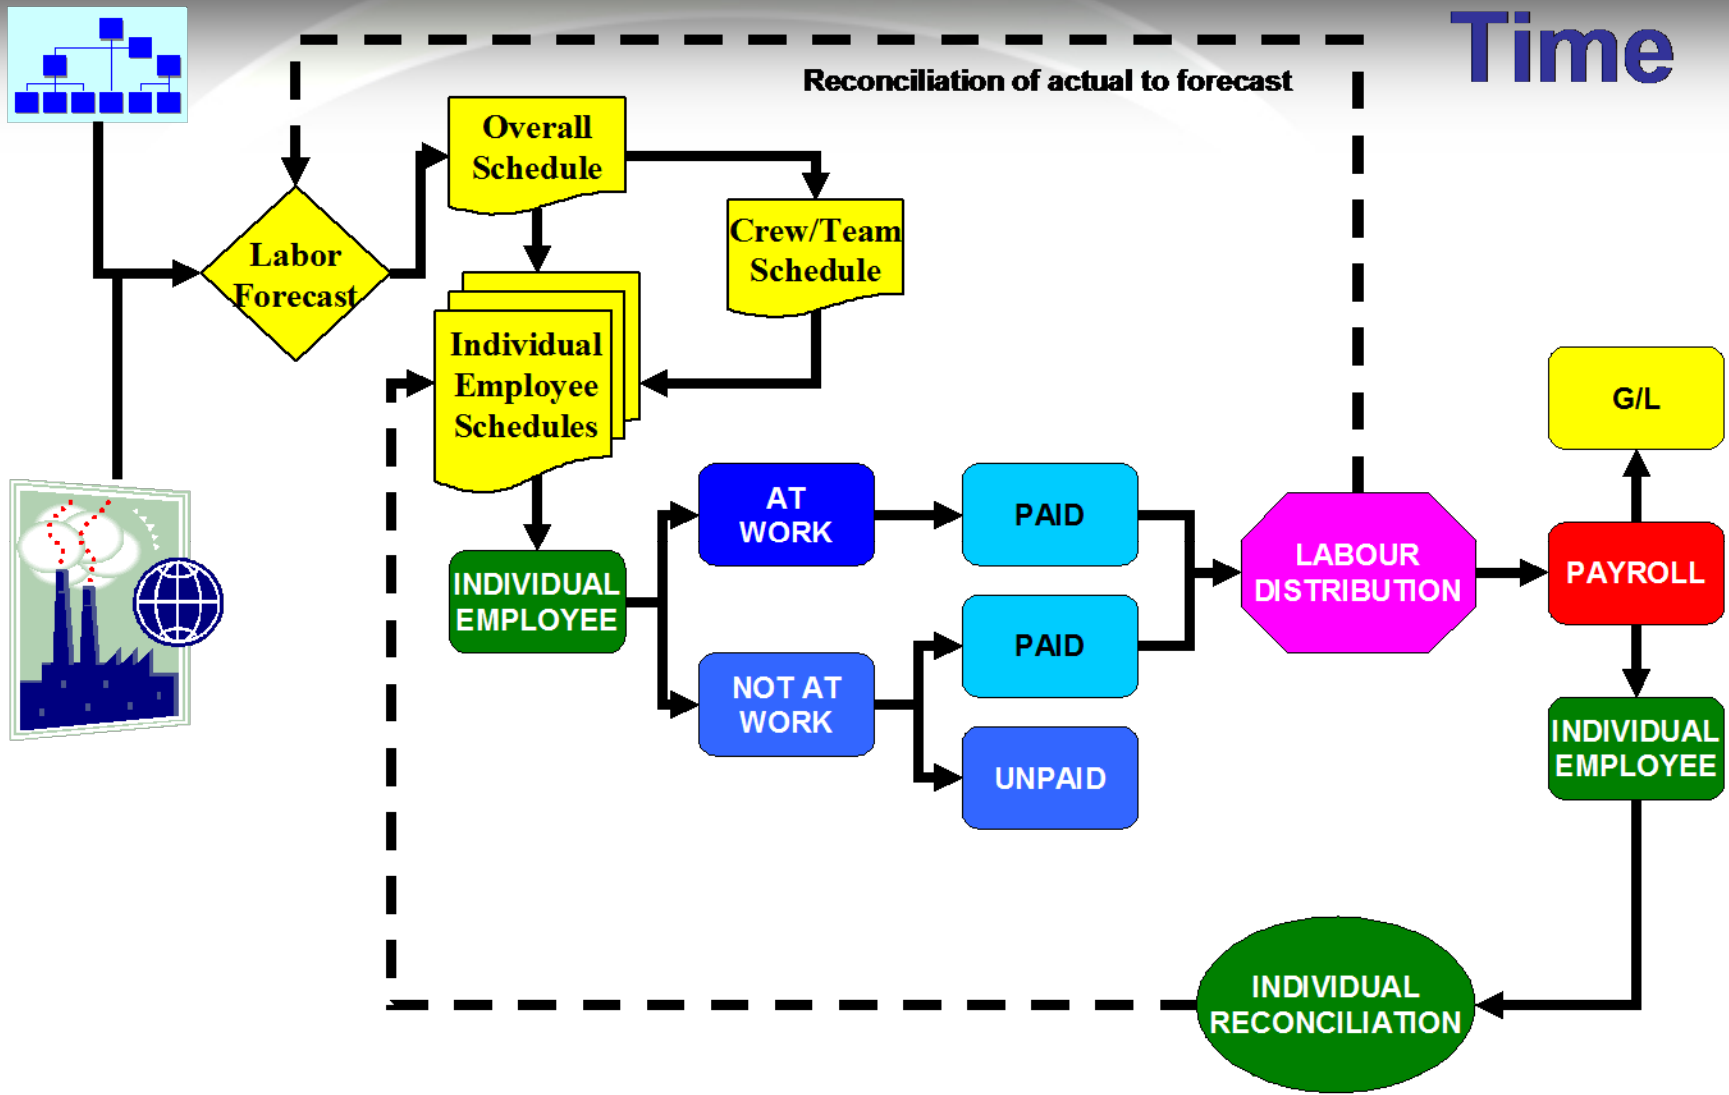 Time
Reconciliation of actual to forecast
Overall
Schedule
Crew/Team
Schedule
Labor
Forecast
Individual
Employee
Schedules
G/L
AT
WORK
PAID
LABOUR
DISTRIBUTION
PAYROLL
INDIVIDUAL
EMPLOYEE
PAID
NOT AT
WORK
UNPAID
INDIVIDUAL
EMPLOYEE
INDIVIDUAL
RECONCILIATION